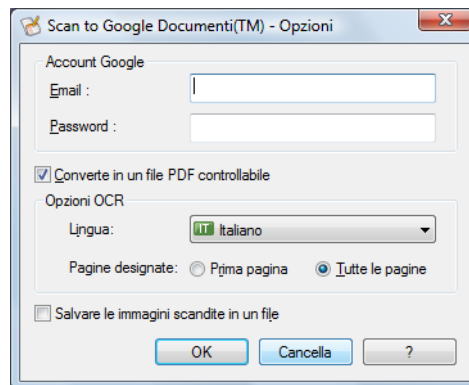 Scan to Google Documenti(TM) - Opzioni
Account Google
Email :
Password :
Converte in un file PDF controllabile
Opzioni OCR
Lingua: IT Italiano
Pagine designate: Prima pagina Tutte le pagine
Salvare le immagini scandite in un file
OK Cancella ?